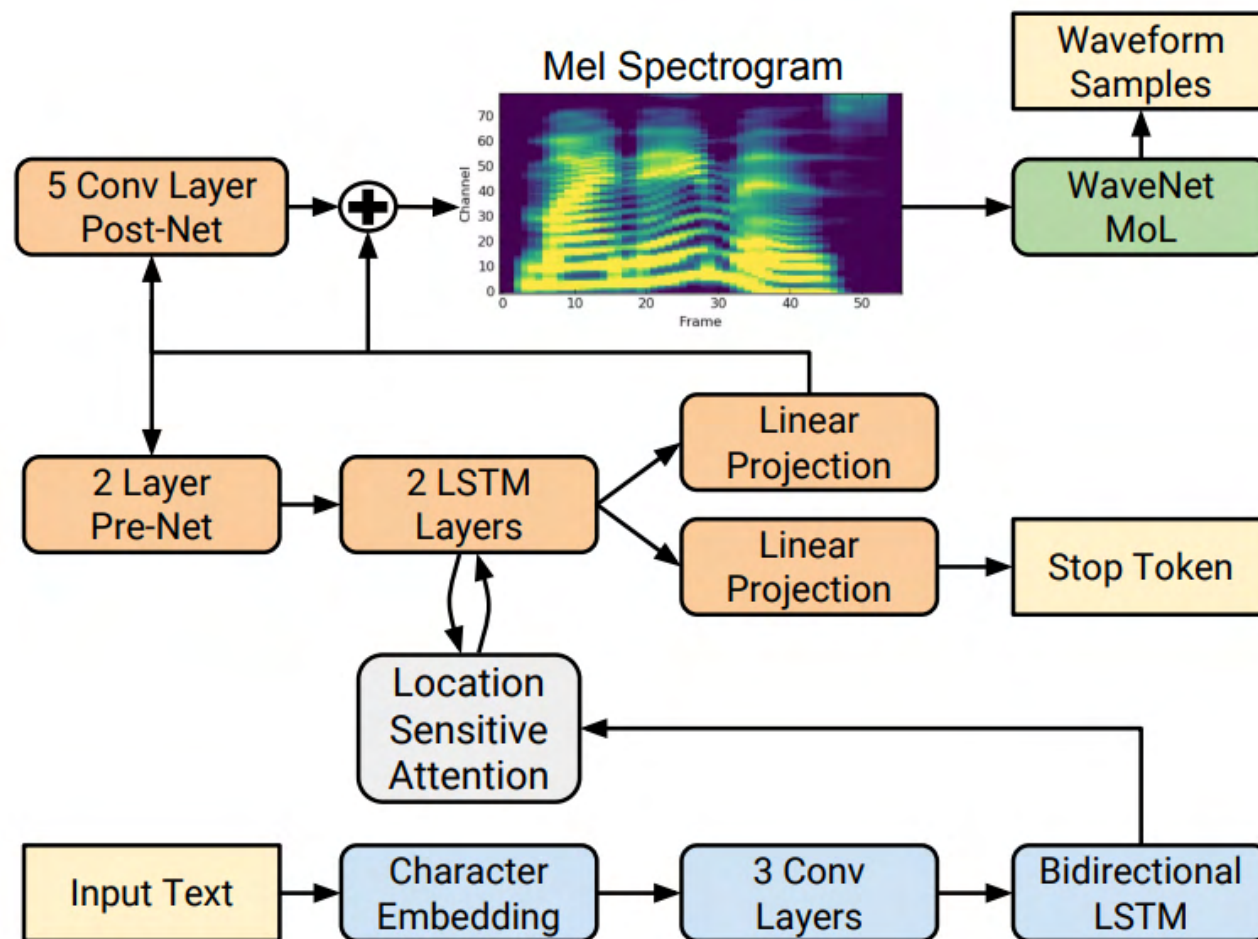 Waveform
Samples
Mel Spectrogram
70
60
50
40
30
20
10
0
Channel
0 10 20 30 40 50
Frame
5 Conv Layer
Post-Net
WaveNet
MoL
Linear
Projection
2 Layer
Pre-Net
2 LSTM
Layers
Linear
Projection
Stop Token
Location
Sensitive
Attention
Input Text
Character
Embedding
3 Conv
Layers
Bidirectional
LSTM